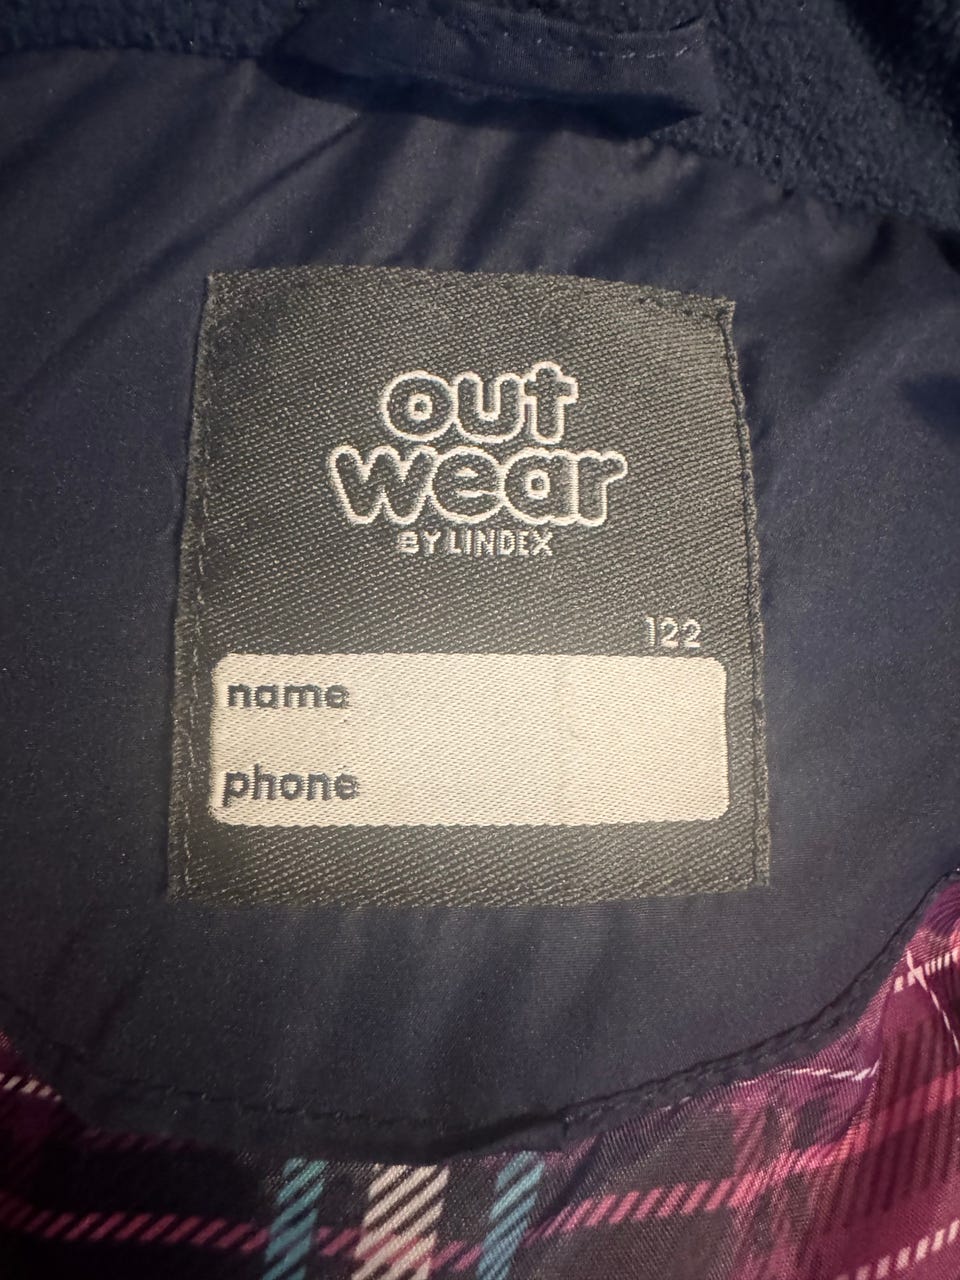 out
wear
BY LINDEX
122
name
phone